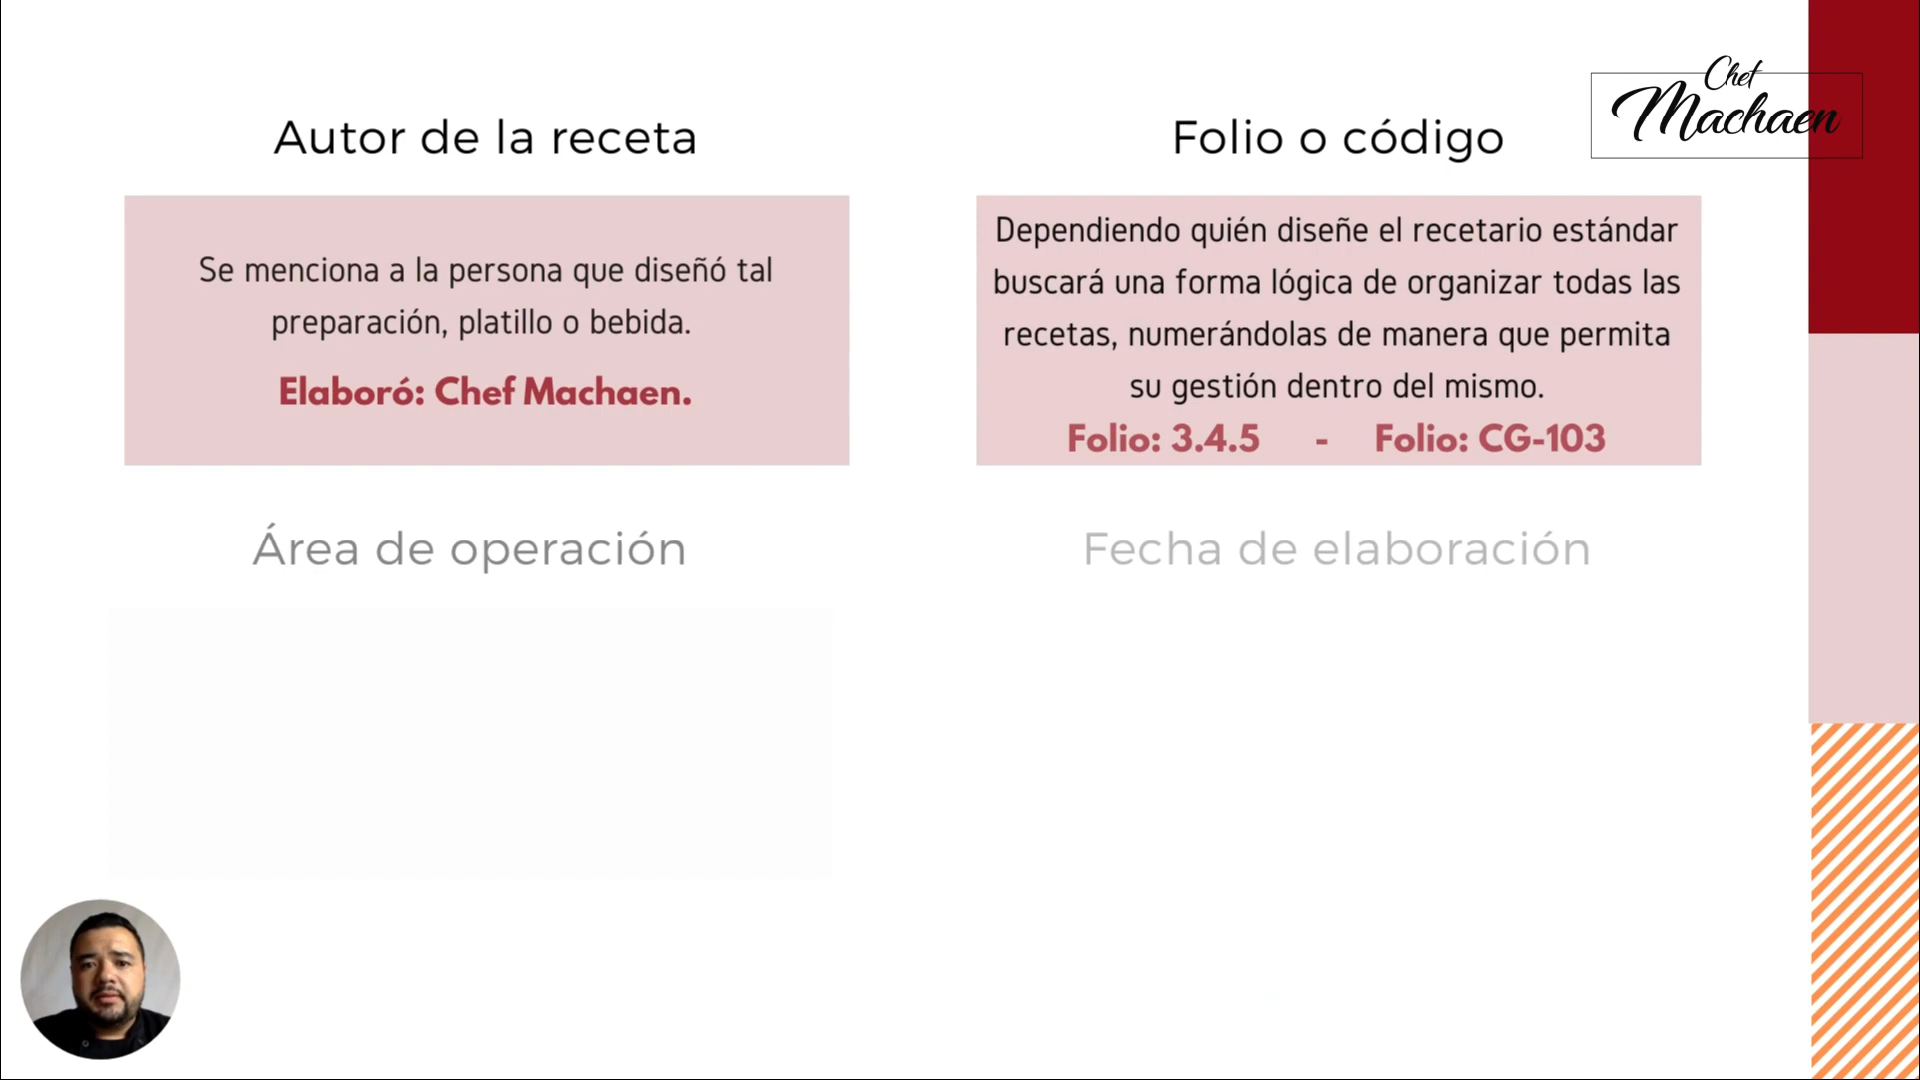 Chef
Machaen
Autor de la receta
Se menciona a la persona que diseñó tal
preparación, platillo o bebida.
Elaboró: Chef Machaen.
Folio o código
Dependiendo quién diseñe el recetario estándar
buscará una forma lógica de organizar todas las
recetas, numerándolas de manera que permita
su gestión dentro del mismo.
Folio: 3.4.5 - Folio: CG-103
Área de operación
Fecha de elaboración